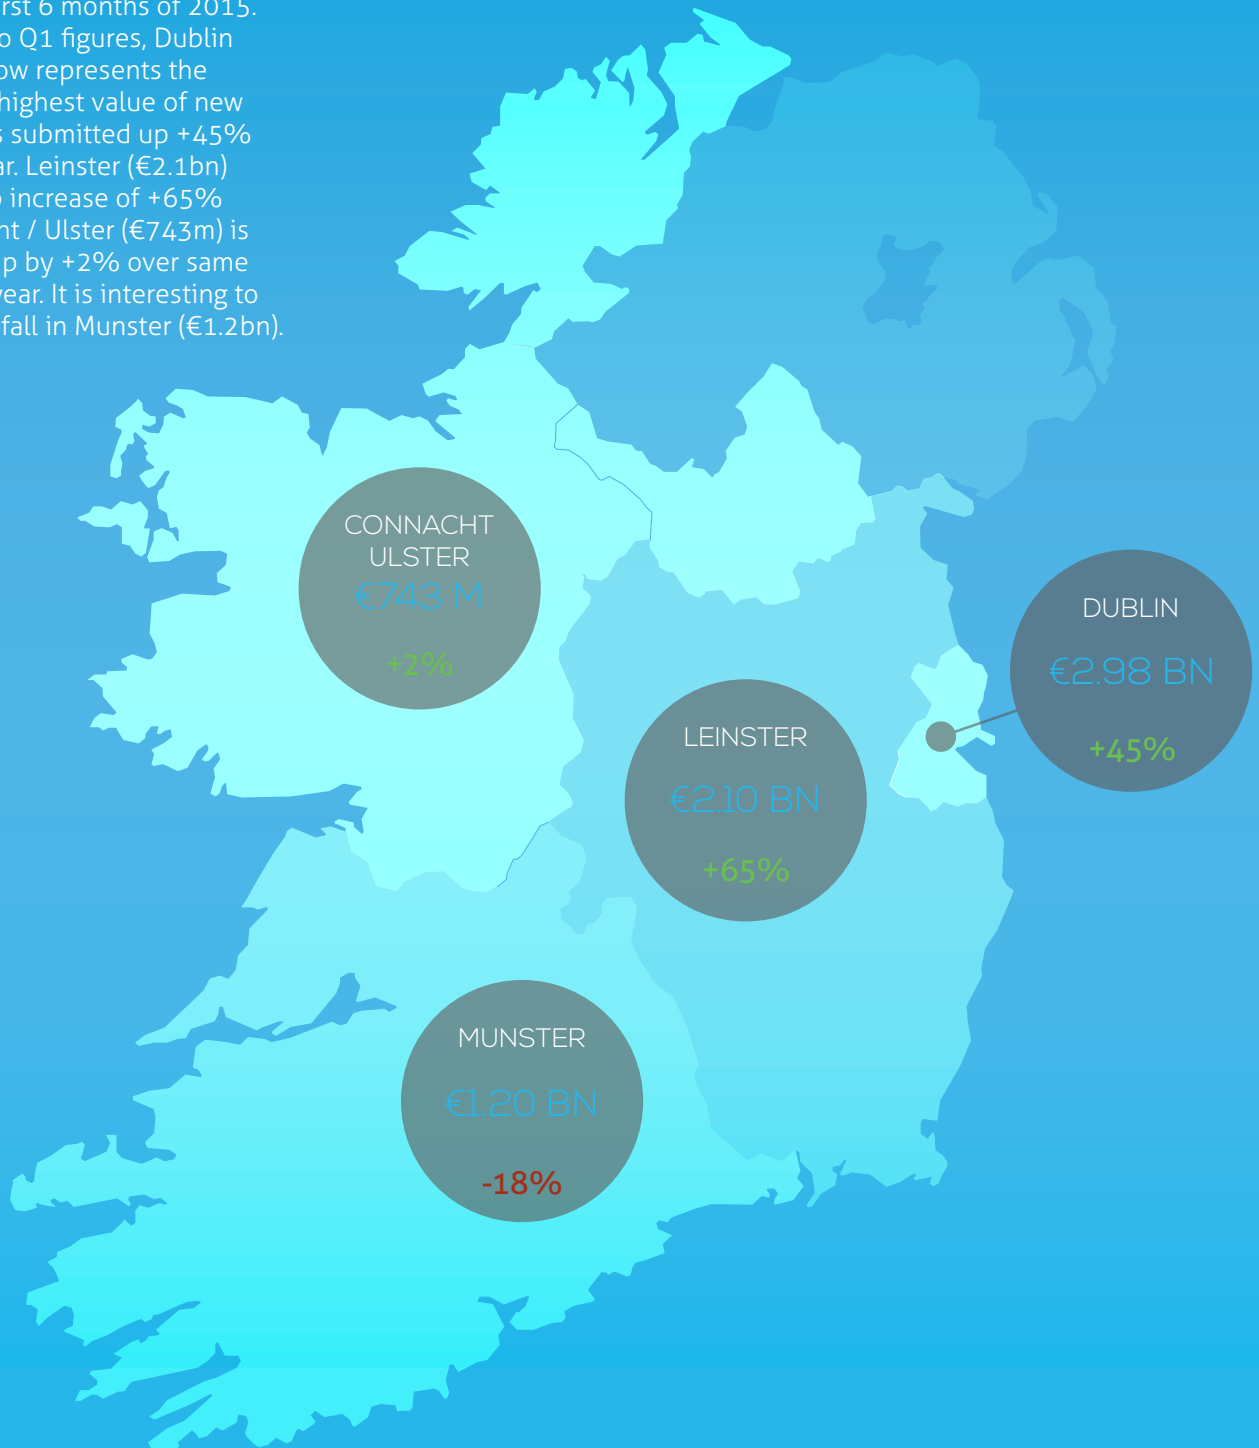 rst 6 months of 2015.
o Q1 figures, Dublin
ow represents the
highest value of new
s submitted up +45%
ar. Leinster (€2.1bn)
o increase of +65%
nt / Ulster (€743m) is
p by +2% over same
year. It is interesting to
fall in Munster (€1.2bn).
CONNACHT
ULSTER
€743 M
+2%
DUBLIN
€2.98 BN
+45%
LEINSTER
€2.10 BN
+65%
MUNSTER
€1.20 BN
-18%